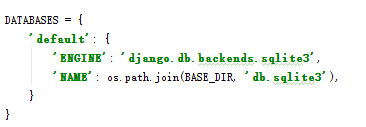 DATABASES = {
    'default': {
        'ENGINE': 'django.db.backends.sqlite3',
        'NAME': os.path.join(BASE_DIR, 'db.sqlite3'),
    }
}